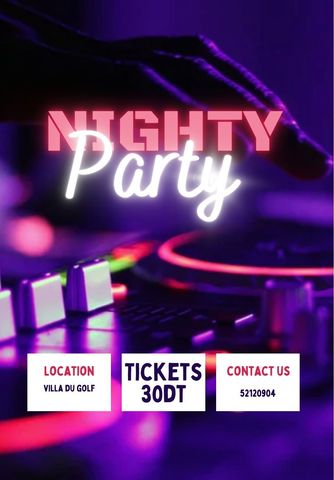 NIGHTY
Party
LOCATION
VILLA DU GOLF
TICKETS
30DT
CONTACT US
52120904